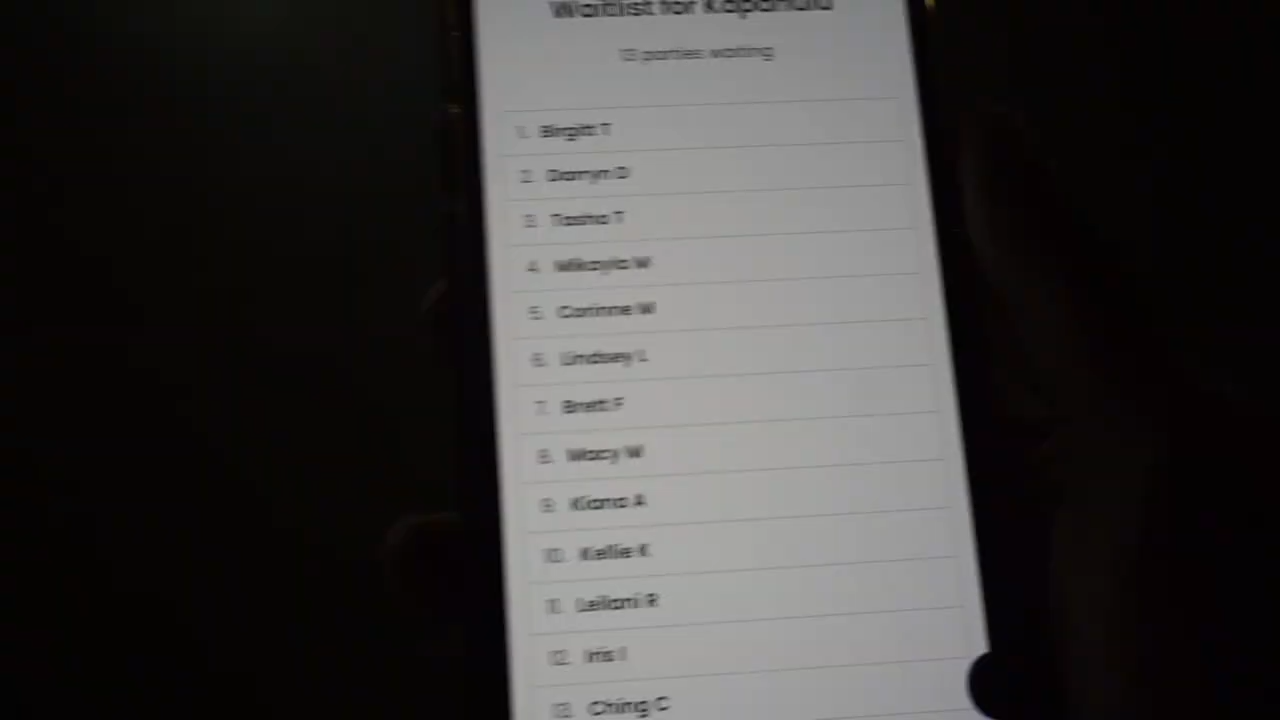 Waitlist for Kapahulu
13 parties waiting
1. Birgitt T
2. Darryn D
3. Tasha T
4. Mikayla W
5. Corinne W
6. Lindsey L
7. Brett F
8. Macy W
9. Kiana A
10. Kellie K
11. Leilani R
12. Iris I
13. Ching C